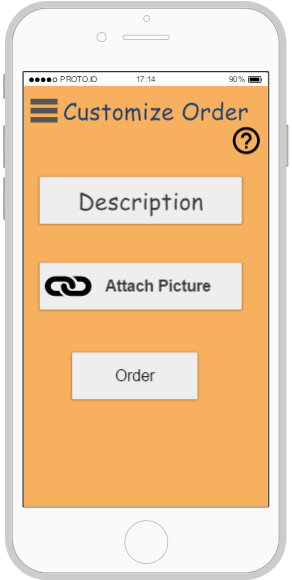 PROTO.IO 17:14 90%
Customize Order
?
Description
Attach Picture
Order